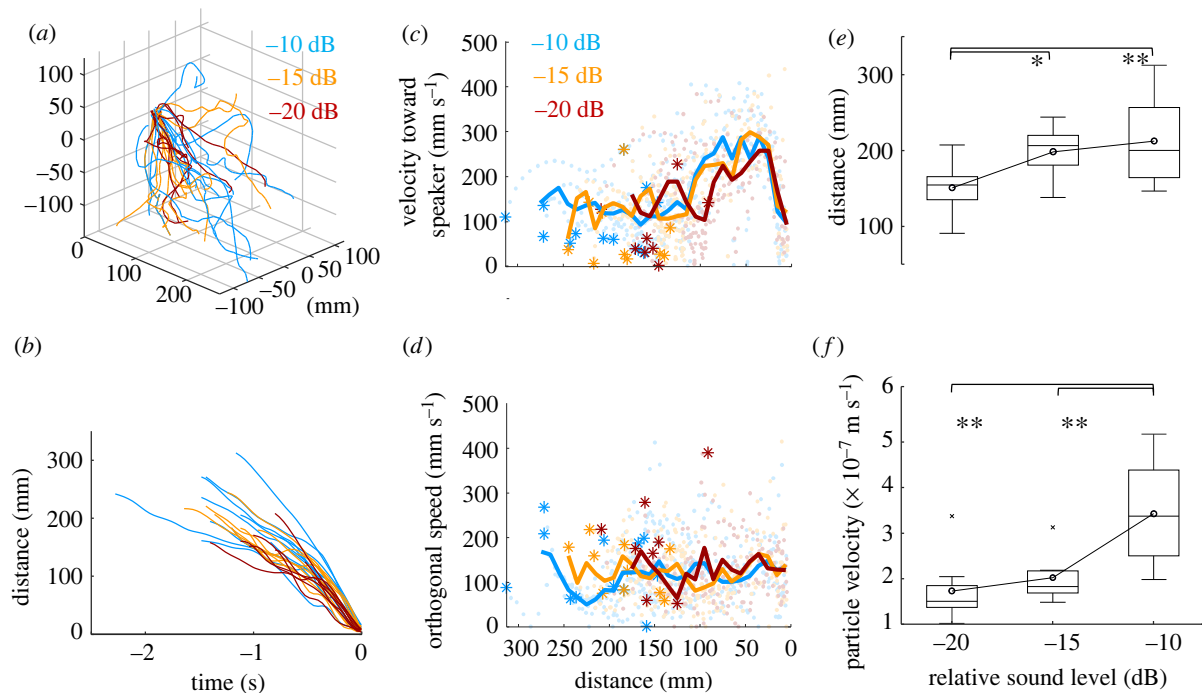 (a)
–10 dB
–15 dB
–20 dB
100
50
0
–50
–100
0
100
200
–100
–50
0
50
100
(mm)
(b)
distance (mm)
400
300
200
100
0
–2
–1
0
time (s)
(c)
–10 dB
–15 dB
–20 dB
velocity toward
speaker (mm s–1)
500
400
300
200
100
0
(d)
orthogonal speed (mm s–1)
500
400
300
200
100
0
300
250
200
150
100
50
0
distance (mm)
(e)
distance (mm)
300
200
100
*
**
(f)
particle velocity (× 10–7 m s–1)
6
5
4
3
2
1
**
**
–20
–15
–10
relative sound level (dB)